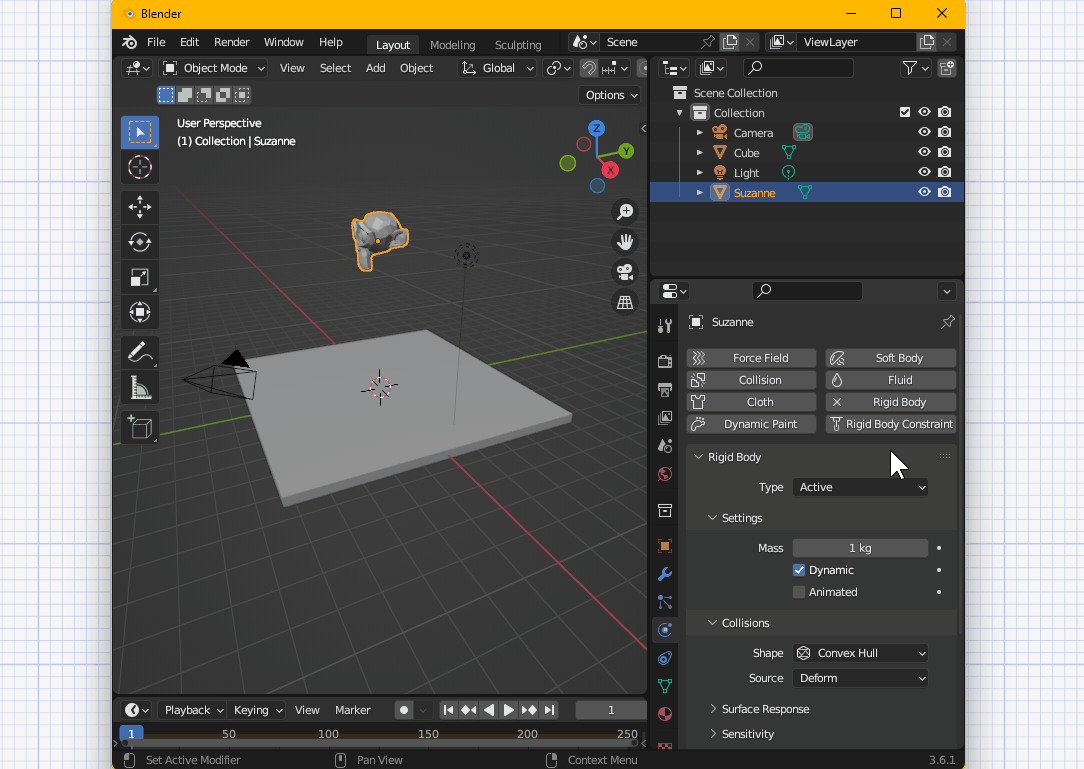 Blender
File Edit Render Window Help Layout Modeling Sculpting Scene ViewLayer
Object Mode View Select Add Object Global
Options
User Perspective
(1) Collection | Suzanne
Z
Y
X
Scene Collection
Collection
Camera
Cube
Light
Suzanne
Suzanne
Force Field Soft Body
Collision Fluid
Cloth Rigid Body
Dynamic Paint Rigid Body Constraint
Rigid Body
Type Active
Settings
Mass 1 kg
Dynamic
Animated
Collisions
Shape Convex Hull
Source Deform
Surface Response
Sensitivity
Playback Keying View Marker 1
1 50 100 150 200 250
Set Active Modifier Pan View Context Menu 3.6.1